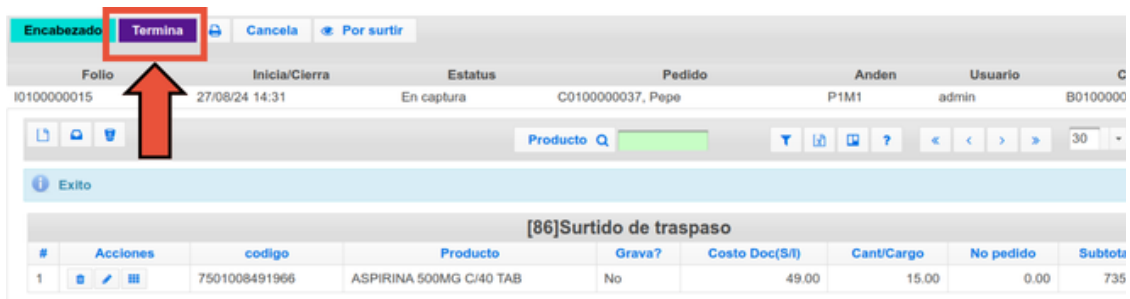 Encabezado Termina Cancela Por surtir
Folio Inicia/Cierra Estatus Pedido Anden Usuario C
I0100000015 27/08/24 14:31 En captura C0100000037, Pepe P1M1 admin B0100000
Producto ? « ‹ › » 30
Exito
[86]Surtido de traspaso
# Acciones codigo Producto Grava? Costo Doc(S/I) Cant/Cargo No pedido Subtota
1 7501008491966 ASPIRINA 500MG C/40 TAB No 49.00 15.00 0.00 735